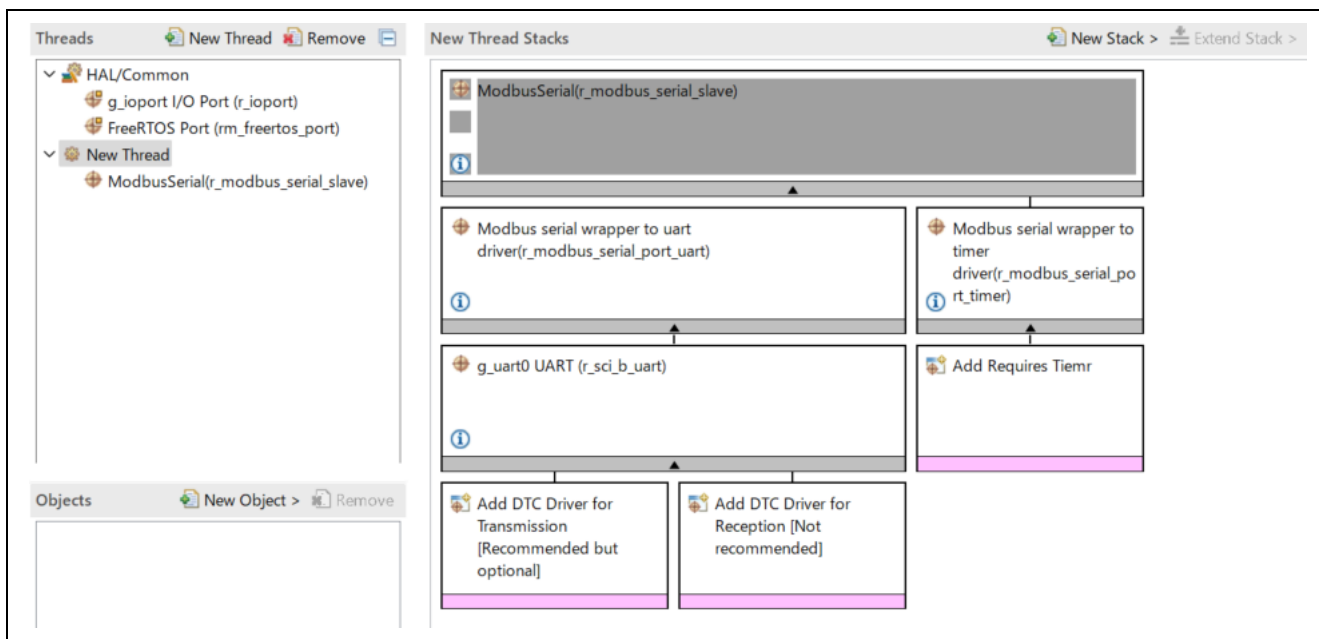 Threads
New Thread
Remove
HAL/Common
g_ioport I/O Port (r_ioport)
FreeRTOS Port (rm_freertos_port)
New Thread
ModbusSerial(r_modbus_serial_slave)
Objects
New Object >
Remove
New Thread Stacks
New Stack >
Extend Stack >
ModbusSerial(r_modbus_serial_slave)
Modbus serial wrapper to uart
driver(r_modbus_serial_port_uart)
Modbus serial wrapper to
timer
driver(r_modbus_serial_po
rt_timer)
g_uart0 UART (r_sci_b_uart)
Add Requires Tiemr
Add DTC Driver for
Transmission
[Recommended but
optional]
Add DTC Driver for
Reception [Not
recommended]